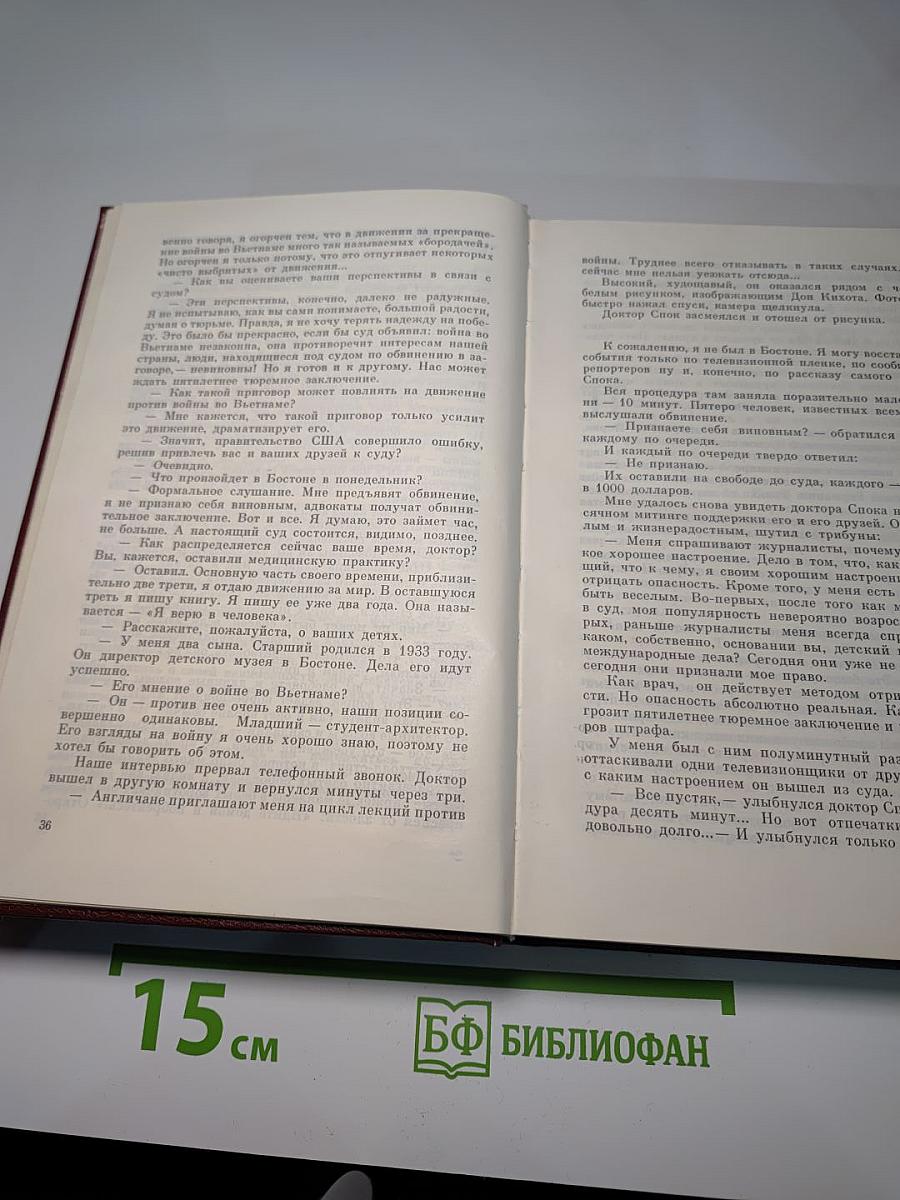 венно говоря, я огорчен тем, что в движении за прекраще-
ние войны во Вьетнаме много так называемых «бородачей».
Но огорчен я только потому, что это отпугивает некоторых
«чисто выбритых» от движения...
— Как вы оцениваете ваши перспективы в связи с
судом?
— Эти перспективы, конечно, далеко не радужные.
Я не испытываю, как вы сами понимаете, большой радости,
думая о тюрьме. Правда, я не хочу терять надежду на побе-
ду. Это было бы прекрасно, если бы суд объявил: война во
Вьетнаме незаконна, она противоречит интересам нашей
страны, люди, находящиеся под судом по обвинению в за-
говоре,— невиновны! Но я готов и к другому. Нас может
ждать пятилетнее тюремное заключение.
— Как такой приговор может повлиять на движение
против войны во Вьетнаме?
— Мне кажется, что такой приговор только усилит
это движение, драматизирует его.
— Значит, правительство США совершило ошибку,
решив привлечь вас и ваших друзей к суду?
— Очевидно.
— Что произойдет в Бостоне в понедельник?
— Формальное слушание. Мне предъявят обвинение,
я не признаю себя виновным, адвокаты получат обвини-
тельное заключение. Вот и все. Я думаю, это займет час,
не больше. А настоящий суд состоится, видимо, позднее.
— Как распределяется сейчас ваше время, доктор?
Вы, кажется, оставили медицинскую практику?
— Оставил. Основную часть своего времени, приблизи-
тельно две трети, я отдаю движению за мир. В оставшуюся
треть я пишу книгу. Я пишу ее уже два года. Она назы-
вается — «Я верю в человека».
— Расскажите, пожалуйста, о ваших детях.
— У меня два сына. Старший родился в 1933 году.
Он директор детского музея в Бостоне. Дела его идут
успешно.
— Его мнение о войне во Вьетнаме?
— Он — против нее очень активно, наши позиции со-
вершенно одинаковы. Младший — студент-архитектор.
Его взгляды на войну я очень хорошо знаю, поэтому не
хотел бы говорить об этом.
Наше интервью прервал телефонный звонок. Доктор
вышел в другую комнату и вернулся минуты через три.
— Англичане приглашают меня на цикл лекций против
36
войны. Труднее всего отказывать в таких случаях.
сейчас мне нельзя уезжать отсюда...
Высокий, худощавый, он оказался рядом с
белым рисунком, изображающим Дон Кихота.
быстро нажал спуск, камера щелкнула.
Доктор Спок засмеялся и отошел от рисунка.
К сожалению, я не был в Бостоне. Я могу
события только по телевизионной пленке, по
репортеров ну и, конечно, по рассказу самого
Спока.
Вся процедура там заняла поразительно
ни — 10 минут. Пятеро человек, известных
выслушали обвинение.
— Признаете себя виновным? — обратился
каждому по очереди.
И каждый по очереди твердо ответил:
— Не признаю.
Их оставили на свободе до суда, каждого —
в 1000 долларов.
Мне удалось снова увидеть доктора Спока
сячном митинге поддержки его и его друзей.
лым и жизнерадостным, шутил с трибуны:
— Меня спрашивают журналисты, почему
кое хорошее настроение. Дело в том, что, как
щий, что к чему, я своим хорошим
отрицать опасность. Кроме того, у меня есть
быть веселым. Во-первых, после того как
в суд, моя популярность невероятно
рых, раньше журналисты меня всегда
каком, собственно, основании вы, детский
международные дела? Сегодня они уже не
сегодня они признали мое право.
Как врач, он действует методом
сти. Но опасность абсолютно реальная.
грозит пятилетнее тюремное заключение и
ров штрафа.
У меня был с ним полуминутный
оттаскивали одни телевизионщики от
с каким настроением он вышел из суда.
— Все пустяк,— улыбнулся доктор
дура десять минут... Но вот
довольно долго...— И улыбнулся только
15 см
БФ БИБЛИОФАН